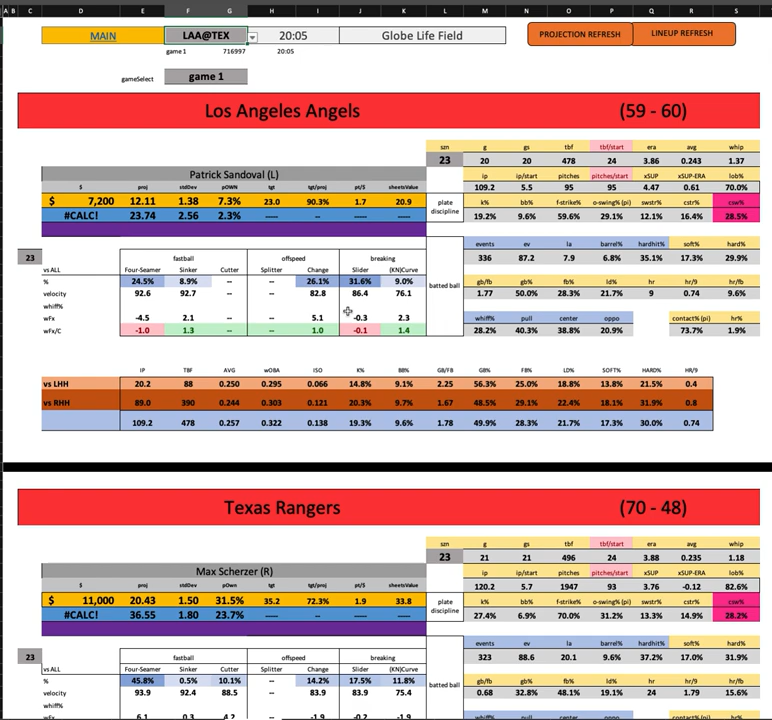 A B C D E F G H I J K L M N O P Q R S
MAIN LAA@TEX 20:05 Globe Life Field PROJECTION REFRESH LINEUP REFRESH
game 1 716997 20:05
gameSelect game 1
Los Angeles Angels (59 - 60)
szn g gs tbf tbf/start era avg whip
23 20 20 478 24 3.86 0.243 1.37
Patrick Sandoval (L) ip ip/start pitches pitches/start xSUP xSUP-ERA lob%
$ proj stdDev pOWN tgt tgt/proj pt/$ sheetsValue 109.2 5.5 95 95 4.47 0.61 70.0%
$ 7,200 12.11 1.38 7.3% 23.0 90.3% 1.7 20.9 plate discipline k% bb% f-strike% o-swing% (pi) swstr% cstr% csw%
#CALC! 23.74 2.56 2.3% ---- -- ---- -- 19.2% 9.6% 59.6% 29.1% 12.1% 16.4% 28.5%
events ev la barrel% hardhit% soft% hard%
23 fastball offspeed breaking 336 87.2 7.9 6.8% 35.1% 17.3% 29.9%
vs ALL Four-Seamer Sinker Cutter Splitter Change Slider (KN)Curve
% 24.5% 8.9% -- -- 26.1% 31.6% 9.0% batted ball gb/fb gb% fb% ld% hr hr/9 hr/fb
velocity 92.6 92.7 -- -- 82.8 86.4 76.1 1.77 50.0% 28.3% 21.7% 9 0.74 9.6%
whiff%
wFx -4.5 2.1 5.1 -0.3 2.3 whiff% pull center oppo contact% (pi) hr%
wFx/C -1.0 1.3 -- -- 1.0 -0.1 1.4 28.2% 40.3% 38.8% 20.9% 73.7% 1.9%
IP TBF AVG wOBA ISO K% BB% GB/FB GB% FB% LD% SOFT% HARD% HR/9
vs LHH 20.2 88 0.250 0.295 0.066 14.8% 9.1% 2.25 56.3% 25.0% 18.8% 13.8% 21.5% 0.4
vs RHH 89.0 390 0.244 0.303 0.121 20.3% 9.7% 1.67 48.5% 29.1% 22.4% 18.1% 31.9% 0.8
109.2 478 0.257 0.322 0.138 19.3% 9.6% 1.78 49.9% 28.3% 21.7% 17.3% 30.0% 0.74
Texas Rangers (70 - 48)
szn g gs tbf tbf/start era avg whip
23 21 21 496 24 3.88 0.235 1.18
Max Scherzer (R) ip ip/start pitches pitches/start xSUP xSUP-ERA lob%
$ proj stdDev pOwn tgt tgt/proj pt/$ sheetsValue 120.2 5.7 1947 93 3.76 -0.12 82.6%
$ 11,000 20.43 1.50 31.5% 35.2 72.3% 1.9 33.8 plate discipline k% bb% f-strike% o-swing% (pi) swstr% cstr% csw%
#CALC! 36.55 1.80 23.7% ---- -- ---- ---- 27.4% 6.9% 70.0% 31.2% 13.3% 14.9% 28.2%
events ev la barrel% hardhit% soft% hard%
23 fastball offspeed breaking 323 88.6 20.1 9.6% 37.2% 17.0% 31.9%
vs ALL Four-Seamer Sinker Cutter Splitter Change Slider (KN)Curve
% 45.8% 0.5% 10.1% -- 14.2% 17.5% 11.8% batted ball gb/fb gb% fb% ld% hr hr/9 hr/fb
velocity 93.9 92.4 88.5 -- 83.9 83.9 75.4 0.68 32.8% 48.1% 19.1% 24 1.79 15.6%
whiff%
wFx 6.1 0.3 4.2 -1.9 -0.2 -1.9 whiff% pull center oppo contact% (pi) hr%